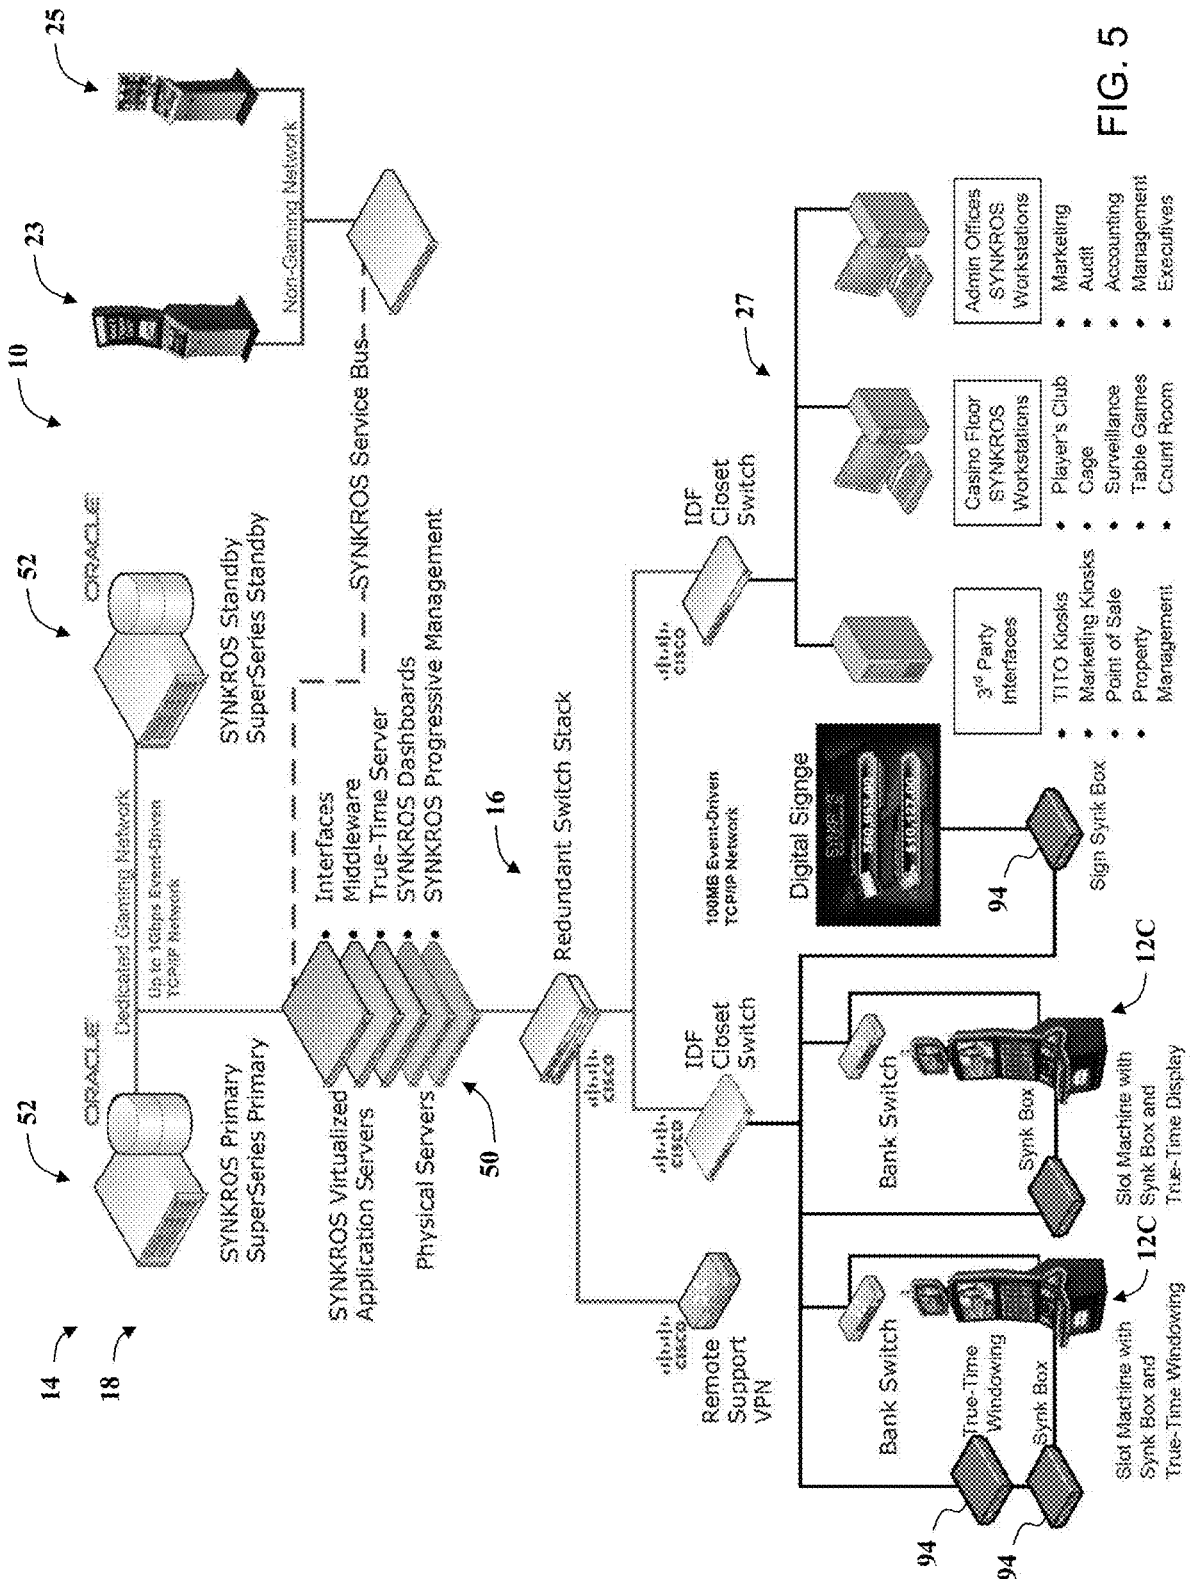 14
18
52
ORACLE
SYNKROS Primary
SuperSeries Primary
Dedicated Gaming Network
Up to 1Gbps Event-Driven
TCP/IP Network
52
ORACLE
SYNKROS Standby
SuperSeries Standby
10
23
25
Non-Gaming Network
SYNKROS Service Bus
SYNKROS Virtualized
Application Servers
Physical Servers
50
• Interfaces
• Middleware
• True-Time Server
• SYNKROS Dashboards
• SYNKROS Progressive Management
16
Redundant Switch Stack
CISCO
CISCO
Remote
Support
VPN
CISCO
IDF
Closet
Switch
100MB Event-Driven
TCP/IP Network
CISCO
IDF
Closet
Switch
27
Bank Switch
True-Time
Windowing
Synk Box
94
94
12C
Slot Machine with
Synk Box and
True-Time Windowing
Bank Switch
Synk Box
12C
Slot Machine with
Synk Box and
True-Time Display
Digital Signge
94
Sign Synk Box
3rd Party
Interfaces
• TITO Kiosks
• Marketing Kiosks
• Point of Sale
• Property
Management
Casino Floor
SYNKROS
Workstations
• Player's Club
• Cage
• Surveillance
• Table Games
• Count Room
Admin Offices
SYNKROS
Workstations
• Marketing
• Audit
• Accounting
• Management
• Executives
FIG. 5